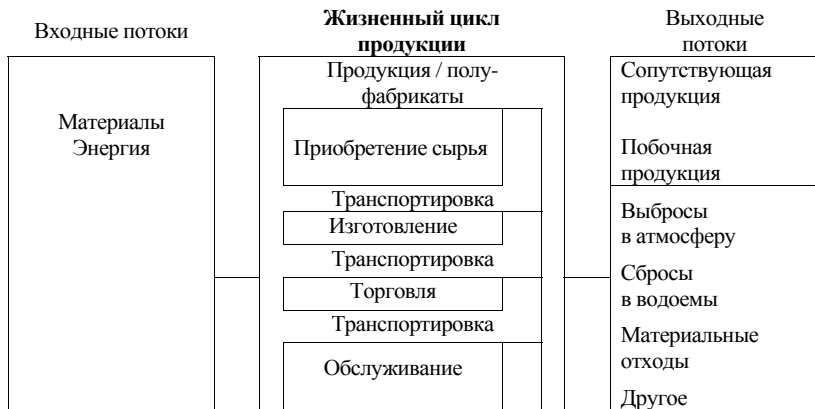 Входные потоки
Жизненный цикл
продукции
Выходные
потоки
Материалы
Энергия
Продукция / полу-
фабрикаты
Приобретение сырья
Транспортировка
Изготовление
Транспортировка
Торговля
Транспортировка
Обслуживание
Сопутствующая
продукция
Побочная
продукция
Выбросы
в атмосферу
Сбросы
в водоемы
Материальные
отходы
Другое